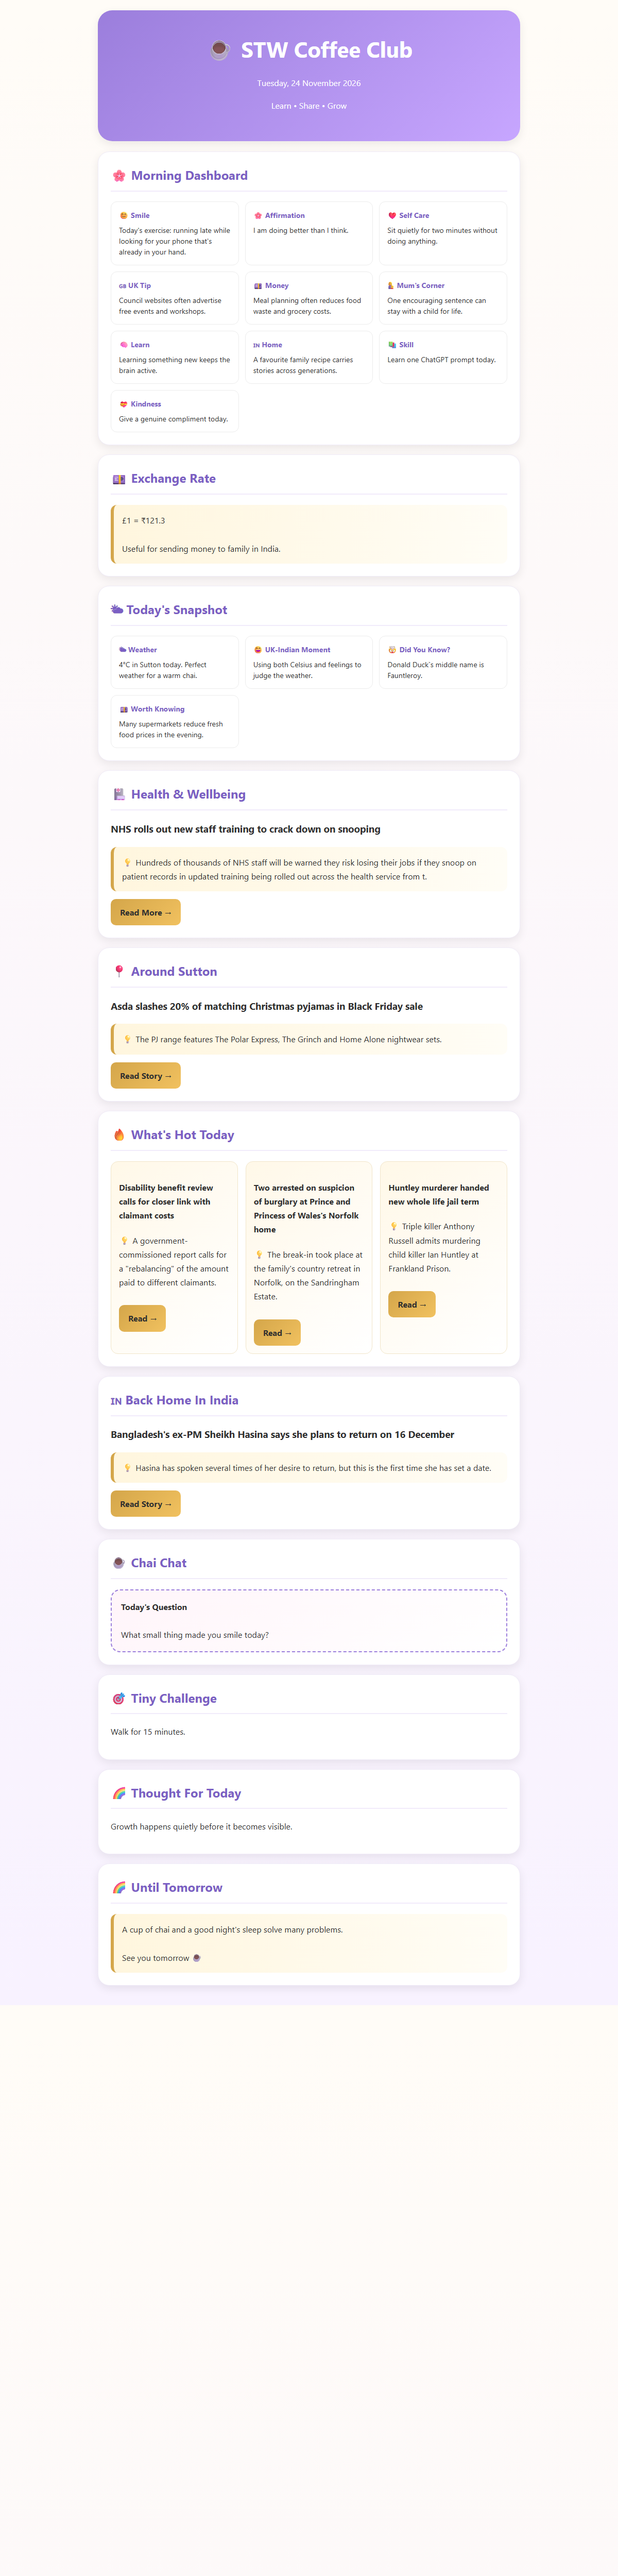 ☕ STW Coffee Club
Tuesday, 24 November 2026
Learn • Share • Grow
🌸 Morning Dashboard
😊 Smile
Today's exercise: running late while
looking for your phone that's
already in your hand.
🌸 Affirmation
I am doing better than I think.
❤️ Self Care
Sit quietly for two minutes without
doing anything.
GB UK Tip
Council websites often advertise
free events and workshops.
💷 Money
Meal planning often reduces food
waste and grocery costs.
Mum's Corner
One encouraging sentence can
stay with a child for life.
🧠 Learn
Learning something new keeps the
brain active.
IN Home
A favourite family recipe carries
stories across generations.
Skill
Learn one ChatGPT prompt today.
💝 Kindness
Give a genuine compliment today.
💷 Exchange Rate
£1 = ₹121.3
Useful for sending money to family in India.
🌤 Today's Snapshot
🌤 Weather
4°C in Sutton today. Perfect
weather for a warm chai.
UK-Indian Moment
Using both Celsius and feelings to
judge the weather.
Did You Know?
Donald Duck's middle name is
Fauntleroy.
💷 Worth Knowing
Many supermarkets reduce fresh
food prices in the evening.
Health & Wellbeing
NHS rolls out new staff training to crack down on snooping
💡 Hundreds of thousands of NHS staff will be warned they risk losing their jobs if they snoop on
patient records in updated training being rolled out across the health service from t.
Read More →
📍 Around Sutton
Asda slashes 20% of matching Christmas pyjamas in Black Friday sale
💡 The PJ range features The Polar Express, The Grinch and Home Alone nightwear sets.
Read Story →
🔥 What's Hot Today
Disability benefit review
calls for closer link with
claimant costs
💡 A government-
commissioned report calls for
a "rebalancing" of the amount
paid to different claimants.
Read →
Two arrested on suspicion
of burglary at Prince and
Princess of Wales's Norfolk
home
💡 The break-in took place at
the family's country retreat in
Norfolk, on the Sandringham
Estate.
Read →
Huntley murderer handed
new whole life jail term
💡 Triple killer Anthony
Russell admits murdering
child killer Ian Huntley at
Frankland Prison.
Read →
IN Back Home In India
Bangladesh's ex-PM Sheikh Hasina says she plans to return on 16 December
💡 Hasina has spoken several times of her desire to return, but this is the first time she has set a date.
Read Story →
☕ Chai Chat
Today's Question
What small thing made you smile today?
🎯 Tiny Challenge
Walk for 15 minutes.
🌈 Thought For Today
Growth happens quietly before it becomes visible.
🌈 Until Tomorrow
A cup of chai and a good night's sleep solve many problems.
See you tomorrow ☕